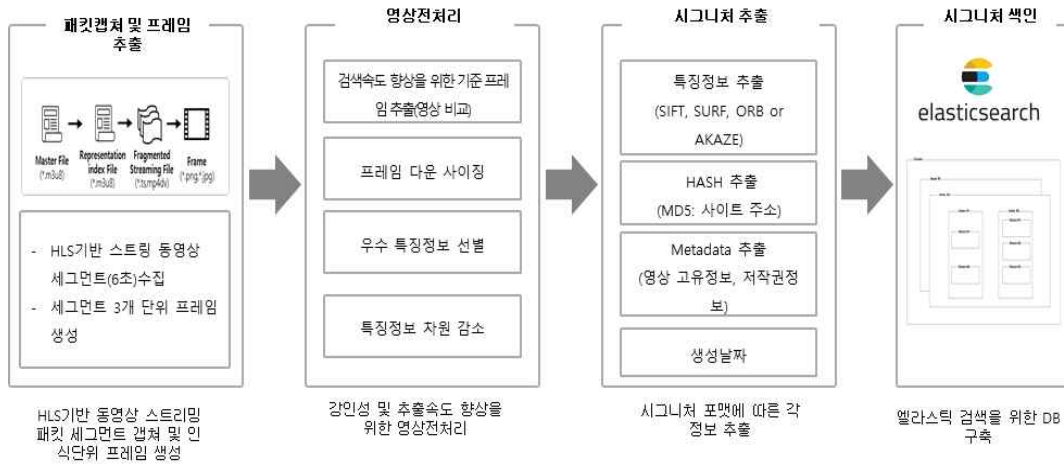 패킷캡쳐 및 프레임
추출
Master File
(*.m3u8)
Representation
index File
(*.m3u8)
Fragmented
Streaming File
(*.ts,mp4dv)
Frame
(*.png,*.jpg)
- HLS기반 스트링 동영상
세그먼트(6초)수집
- 세그먼트 3개 단위 프레임
생성
HLS기반 동영상 스트리밍
패킷 세그먼트 캡쳐 및 인
식단위 프레임 생성
영상전처리
검색속도 향상을 위한 기준 프레
임 추출(영상 비교)
프레임 다운 사이징
우수 특징정보 선별
특징정보 차원 감소
강인성 및 추출속도 향상을
위한 영상전처리
시그니처 추출
특징정보 추출
(SIFT, SURF, ORB or
AKAZE)
HASH 추출
(MD5: 사이트 주소)
Metadata 추출
(영상 고유정보, 저작권정
보)
생성날짜
시그니처 포맷에 따른 각
정보 추출
시그니처 색인
elasticsearch
엘라스틱 검색을 위한 DB
구축